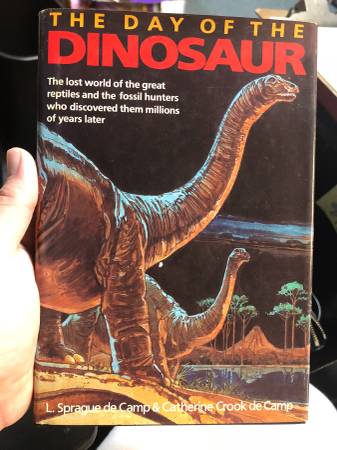 THE DAY OF THE
DINOSAUR
The lost world of the great
reptiles and the fossil hunters
who discovered them millions
of years later
L. Sprague de Camp & Catherine Crook de Camp